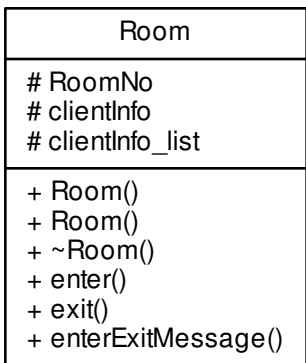 Room
# RoomNo
# clientInfo
# clientInfo_list
+ Room()
+ Room()
+ ~Room()
+ enter()
+ exit()
+ enterExitMessage()